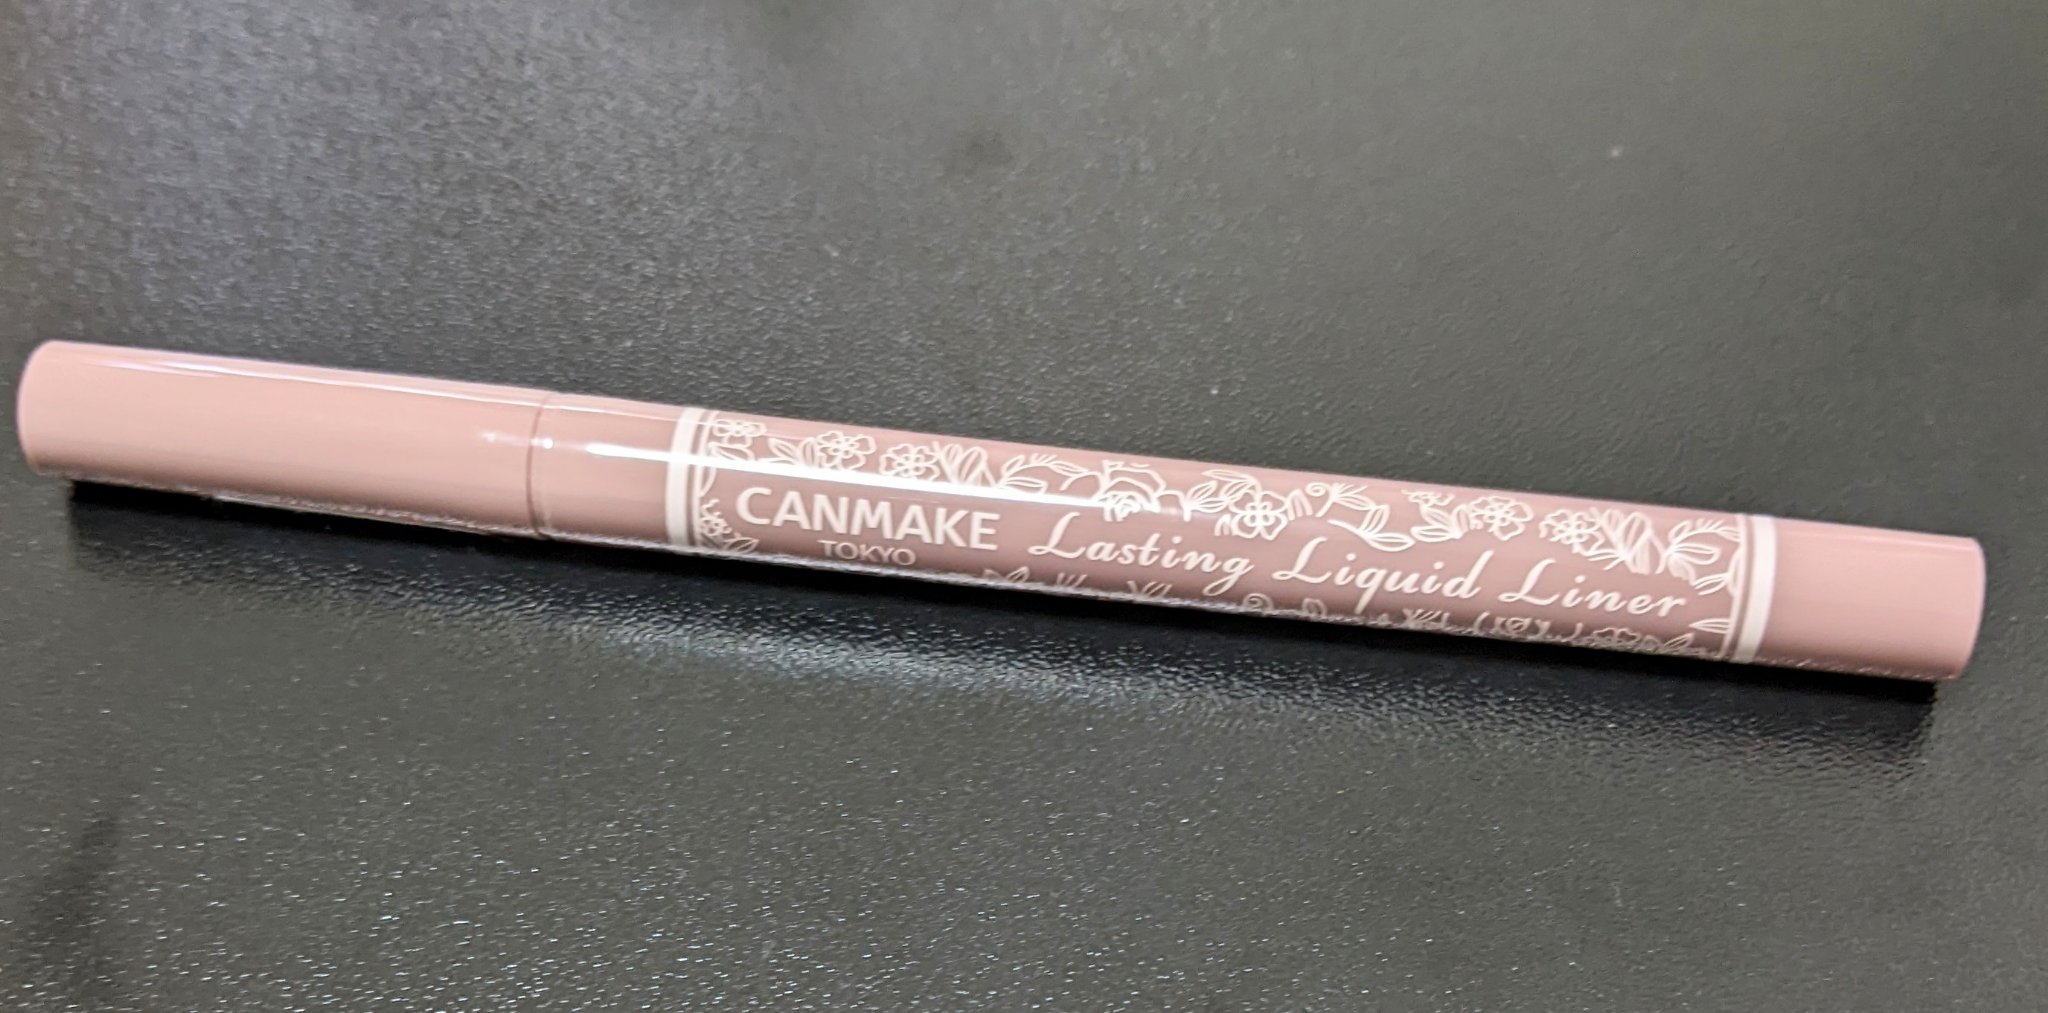 CANMAKE
TOKYO
Lasting Liquid Liner